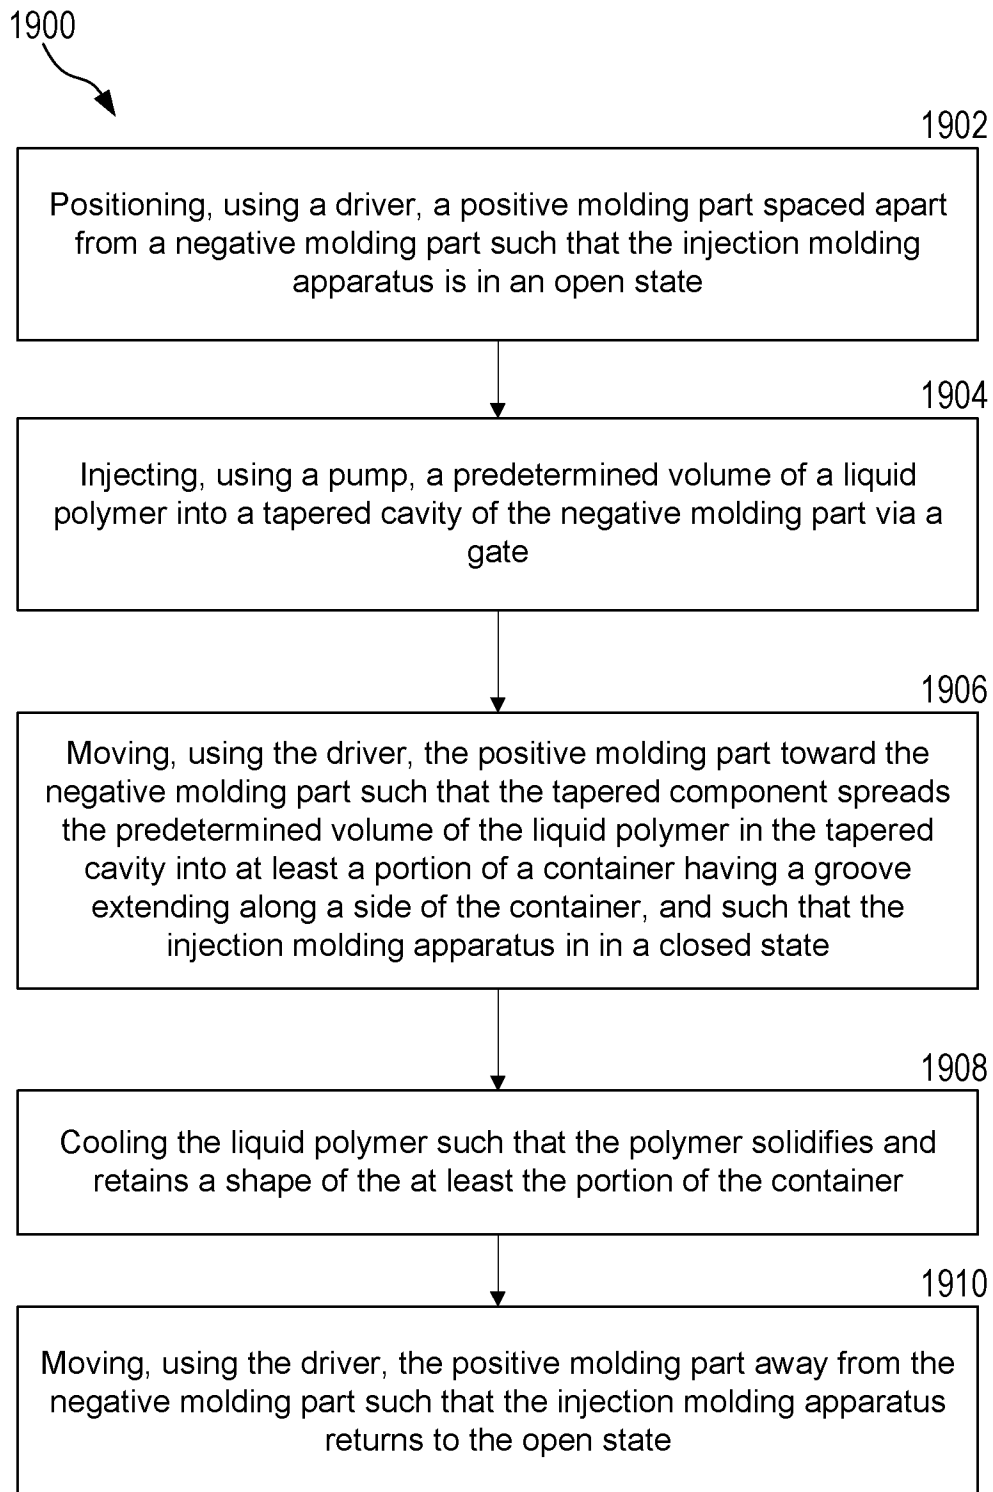 1900
1902
Positioning, using a driver, a positive molding part spaced apart
from a negative molding part such that the injection molding
apparatus is in an open state
1904
Injecting, using a pump, a predetermined volume of a liquid
polymer into a tapered cavity of the negative molding part via a
gate
1906
Moving, using the driver, the positive molding part toward the
negative molding part such that the tapered component spreads
the predetermined volume of the liquid polymer in the tapered
cavity into at least a portion of a container having a groove
extending along a side of the container, and such that the
injection molding apparatus in in a closed state
1908
Cooling the liquid polymer such that the polymer solidifies and
retains a shape of the at least the portion of the container
1910
Moving, using the driver, the positive molding part away from the
negative molding part such that the injection molding apparatus
returns to the open state